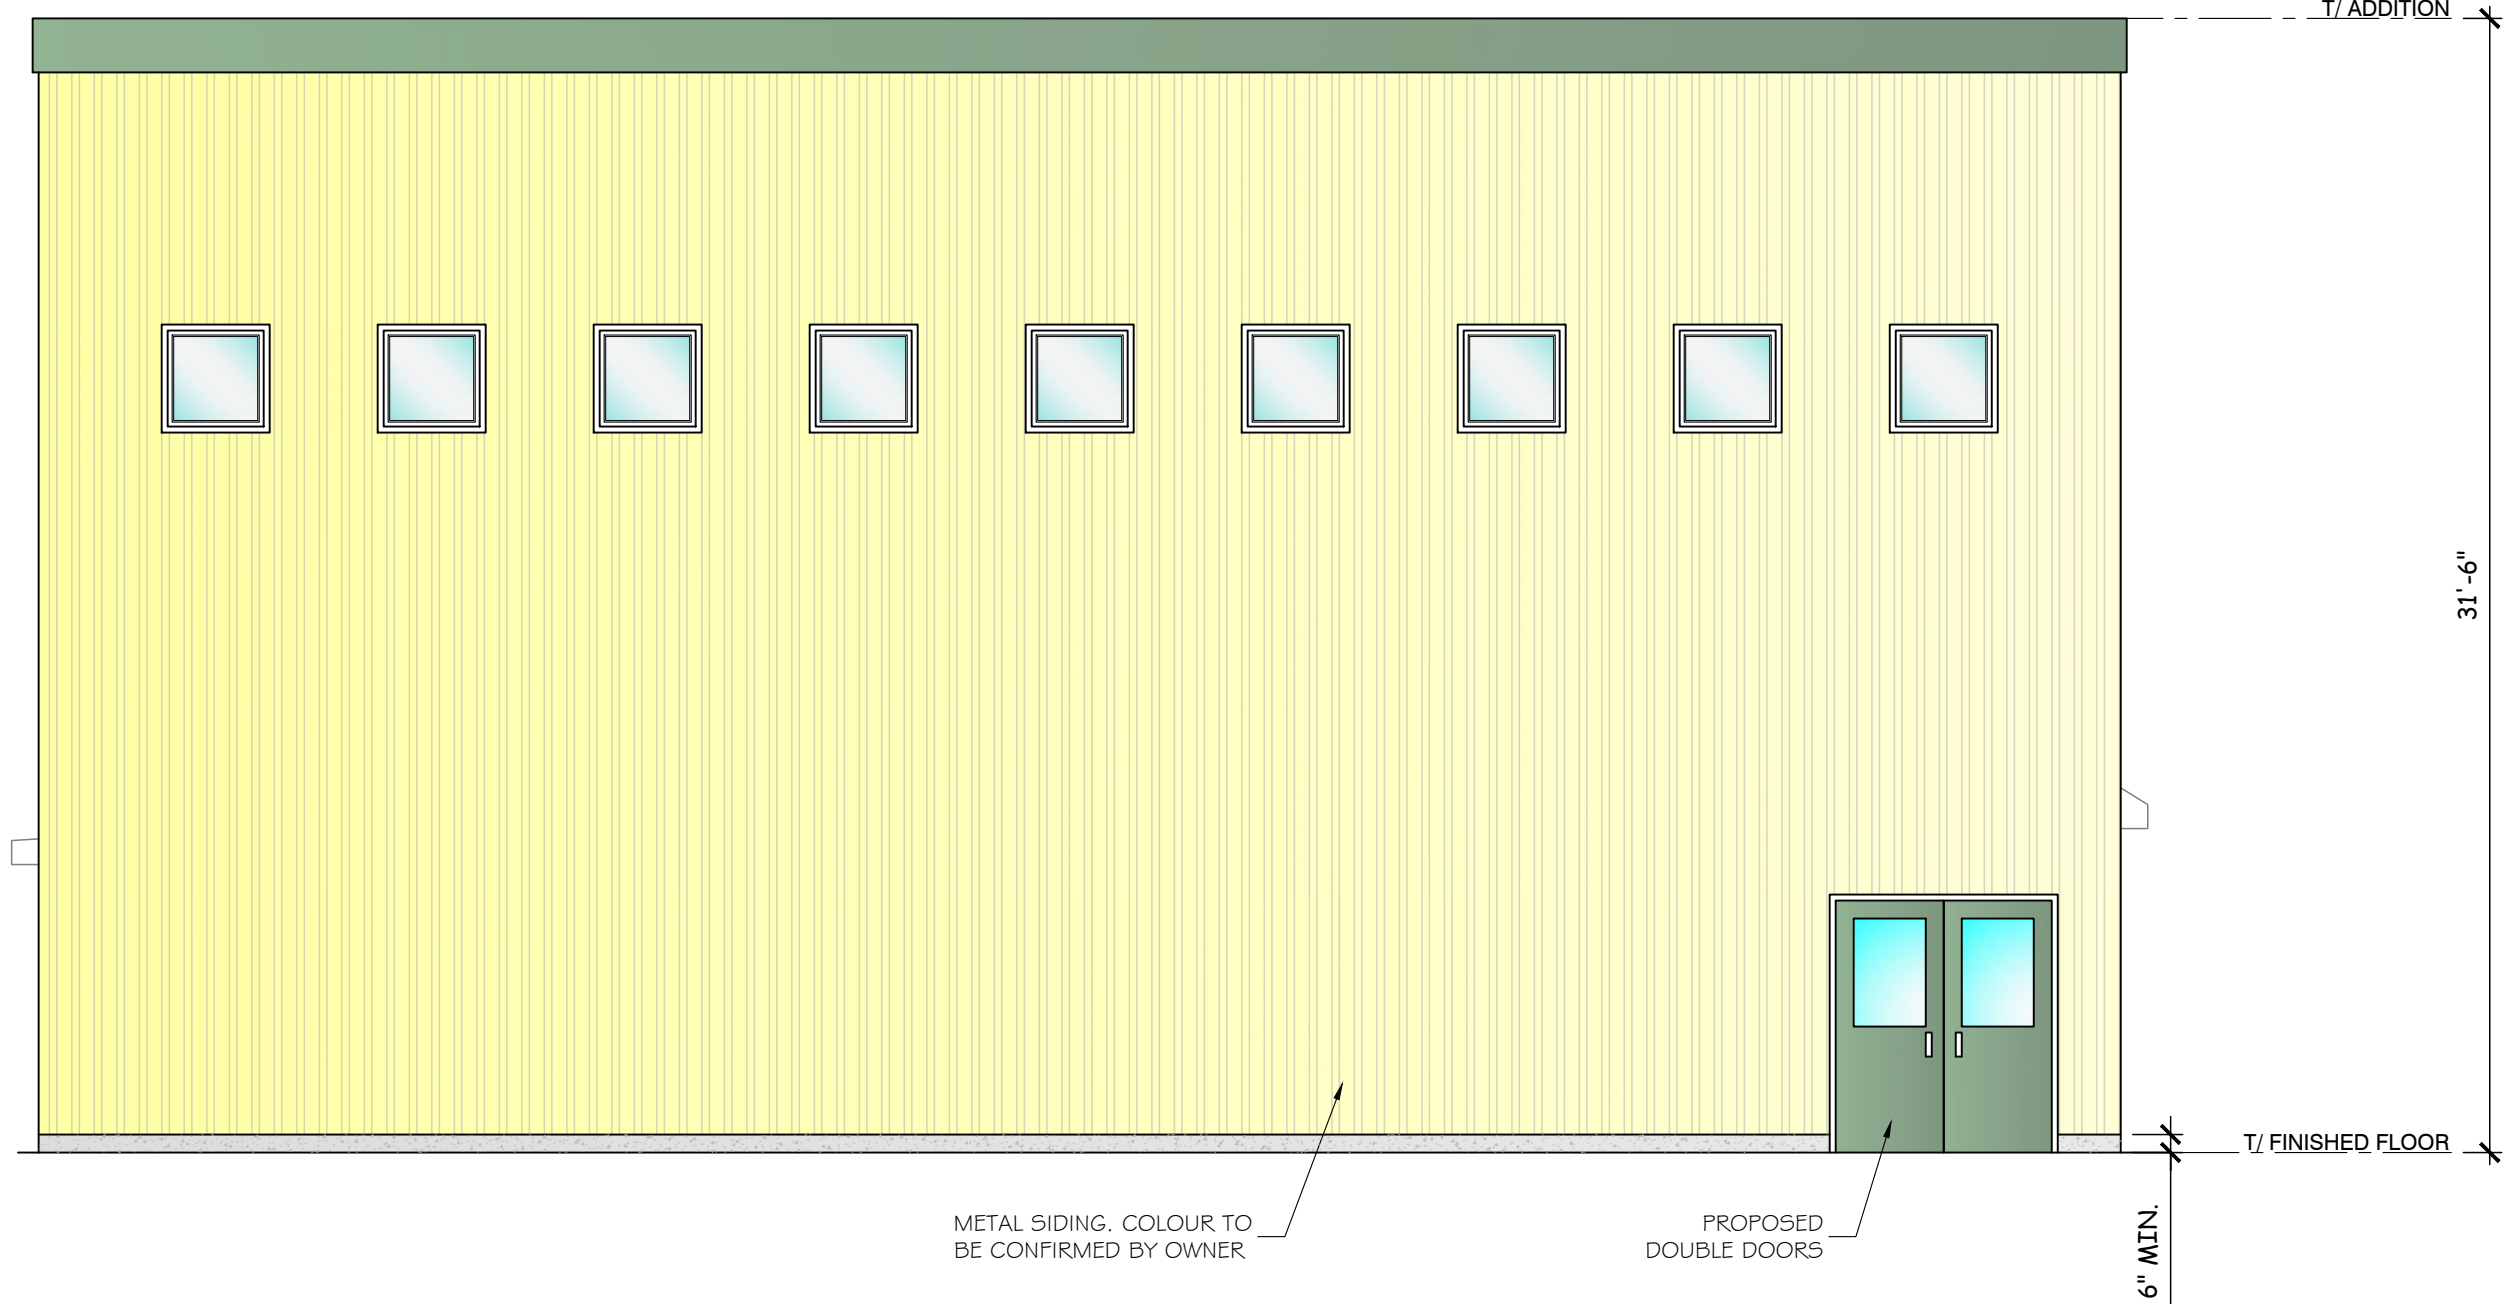 T/ ADDITION
31'-6"
T/ FINISHED FLOOR
METAL SIDING. COLOUR TO
BE CONFIRMED BY OWNER
PROPOSED
DOUBLE DOORS
6" MIN.